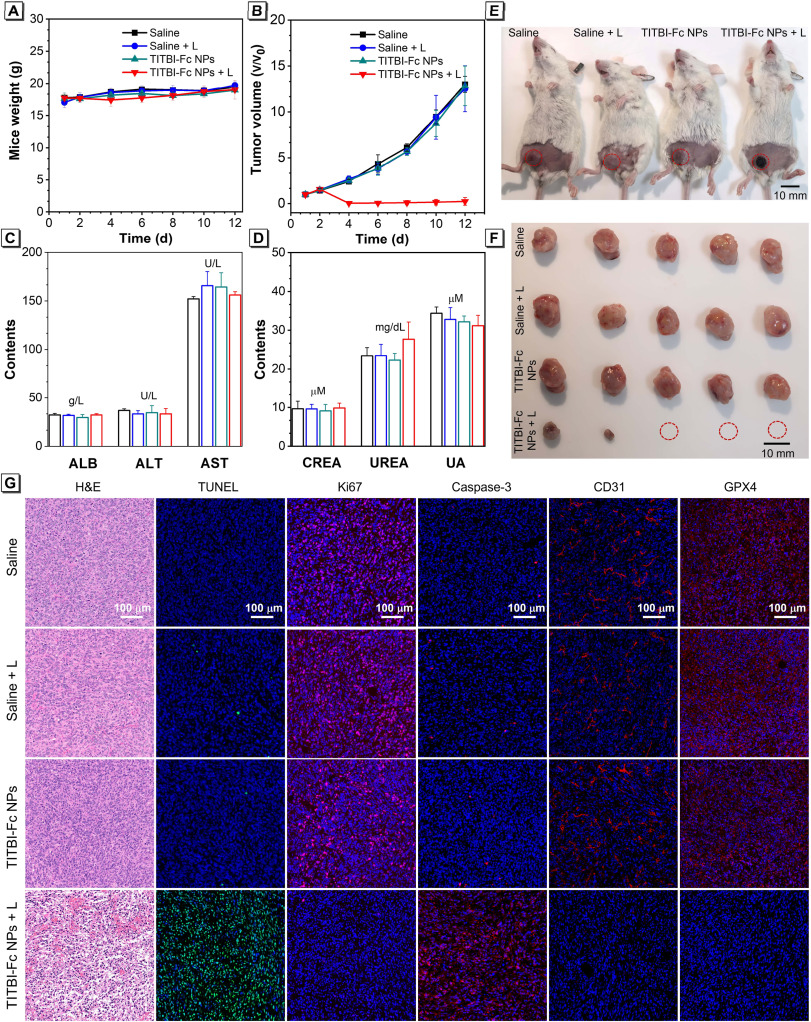 A
30
25
20
15
10
5
0
0 2 4 6 8 10 12
Mice weight (g)
Time (d)
Saline
Saline + L
TITBI-Fc NPs
TITBI-Fc NPs + L
B
20
15
10
5
0
0 2 4 6 8 10 12
Tumor volume (v/v0)
Time (d)
Saline
Saline + L
TITBI-Fc NPs
TITBI-Fc NPs + L
E
Saline Saline + L TITBI-Fc NPs TITBI-Fc NPs + L
10 mm
C
200
150
100
50
0
Contents
g/L
U/L
U/L
ALB ALT AST
D
50
40
30
20
10
0
Contents
μM
mg/dL
μM
CREA UREA UA
F
Saline
Saline + L
TITBI-Fc
NPs
TITBI-Fc
NPs + L
10 mm
G
H&E TUNEL Ki67 Caspase-3 CD31 GPX4
Saline
100 μm 100 μm 100 μm 100 μm 100 μm 100 μm
Saline + L
TITBI-Fc NPs
TITBI-Fc NPs + L